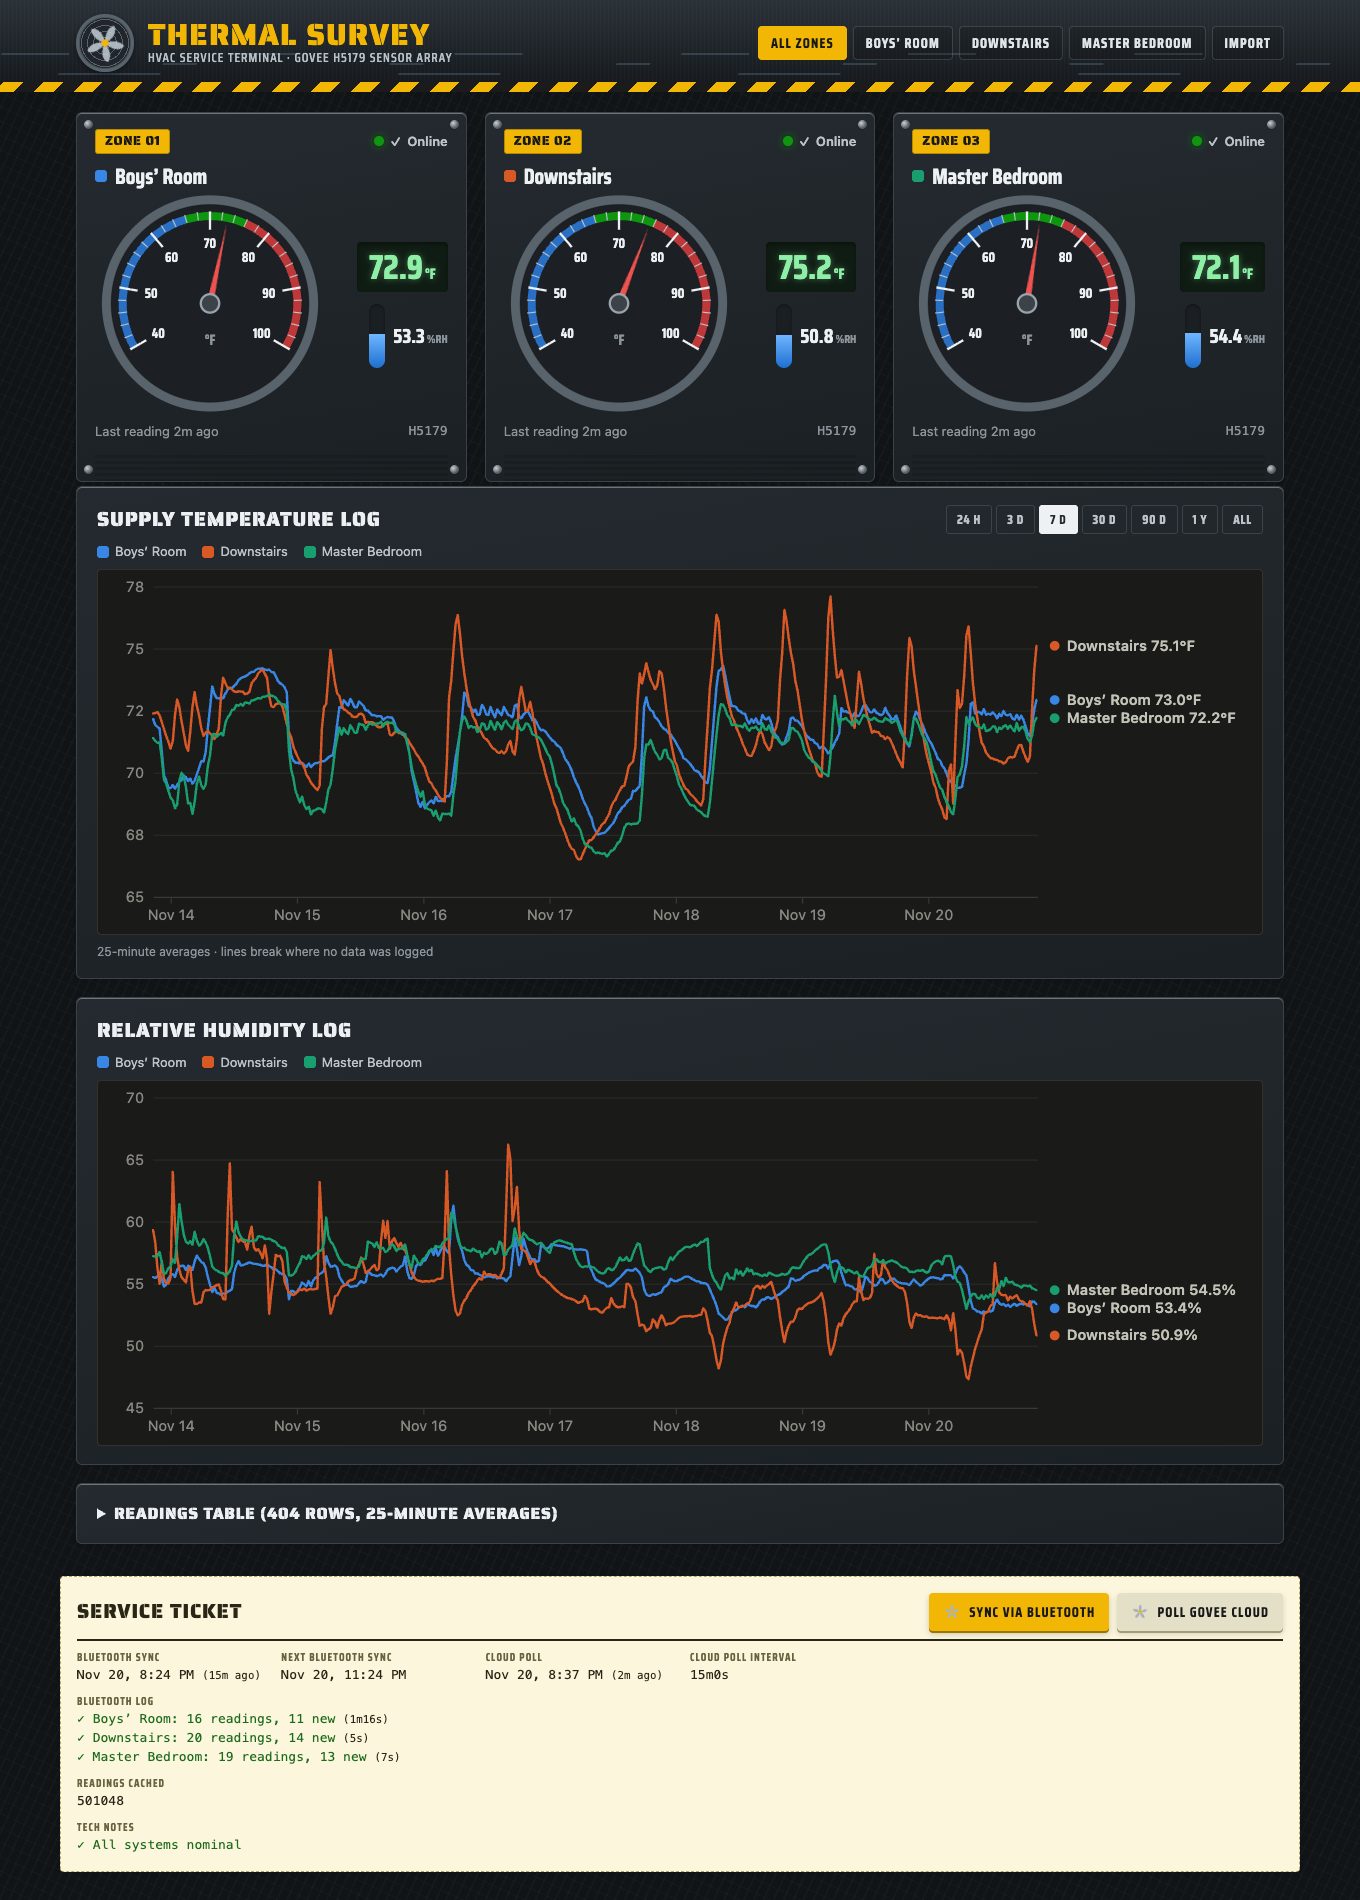 THERMAL SURVEY
HVAC SERVICE TERMINAL · GOVEE H5179 SENSOR ARRAY
ALL ZONES
BOYS’ ROOM
DOWNSTAIRS
MASTER BEDROOM
IMPORT
ZONE 01
✓ Online
Boys’ Room
40
50
60
70
80
90
100
°F
72.9°F
53.3%RH
Last reading 2m ago
H5179
ZONE 02
✓ Online
Downstairs
40
50
60
70
80
90
100
°F
75.2°F
50.8%RH
Last reading 2m ago
H5179
ZONE 03
✓ Online
Master Bedroom
40
50
60
70
80
90
100
°F
72.1°F
54.4%RH
Last reading 2m ago
H5179
SUPPLY TEMPERATURE LOG
24 H
3 D
7 D
30 D
90 D
1 Y
ALL
Boys’ Room
Downstairs
Master Bedroom
78
75
72
70
68
65
Downstairs 75.1°F
Boys’ Room 73.0°F
Master Bedroom 72.2°F
Nov 14
Nov 15
Nov 16
Nov 17
Nov 18
Nov 19
Nov 20
25-minute averages · lines break where no data was logged
RELATIVE HUMIDITY LOG
Boys’ Room
Downstairs
Master Bedroom
70
65
60
55
50
45
Master Bedroom 54.5%
Boys’ Room 53.4%
Downstairs 50.9%
Nov 14
Nov 15
Nov 16
Nov 17
Nov 18
Nov 19
Nov 20
▶ READINGS TABLE (404 ROWS, 25-MINUTE AVERAGES)
SERVICE TICKET
SYNC VIA BLUETOOTH
POLL GOVEE CLOUD
BLUETOOTH SYNC
Nov 20, 8:24 PM (15m ago)
NEXT BLUETOOTH SYNC
Nov 20, 11:24 PM
CLOUD POLL
Nov 20, 8:37 PM (2m ago)
CLOUD POLL INTERVAL
15m0s
BLUETOOTH LOG
✓ Boys’ Room: 16 readings, 11 new (1m16s)
✓ Downstairs: 20 readings, 14 new (5s)
✓ Master Bedroom: 19 readings, 13 new (7s)
READINGS CACHED
501048
TECH NOTES
✓ All systems nominal